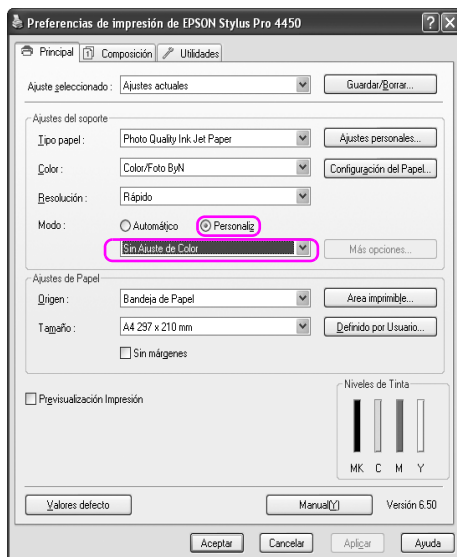 Preferencias de impresión de EPSON Stylus Pro 4450
Principal Composición Utilidades
Ajuste seleccionado : Ajustes actuales Guardar/Borrar...
Ajustes del soporte
Tipo papel : Photo Quality Ink Jet Paper Ajustes personales...
Color : Color/Foto ByN Configuración del Papel...
Resolución : Rápido
Modo : Automático Personaliz
Sin Ajuste de Color Más opciones...
Ajustes de Papel
Origen : Bandeja de Papel Area imprimible...
Tamaño : A4 297 x 210 mm Definido por Usuario...
Sin márgenes
Previsualización Impresión
Niveles de Tinta
MK C M Y
Valores defecto Manual(Y) Versión 6.50
Aceptar Cancelar Aplicar Ayuda